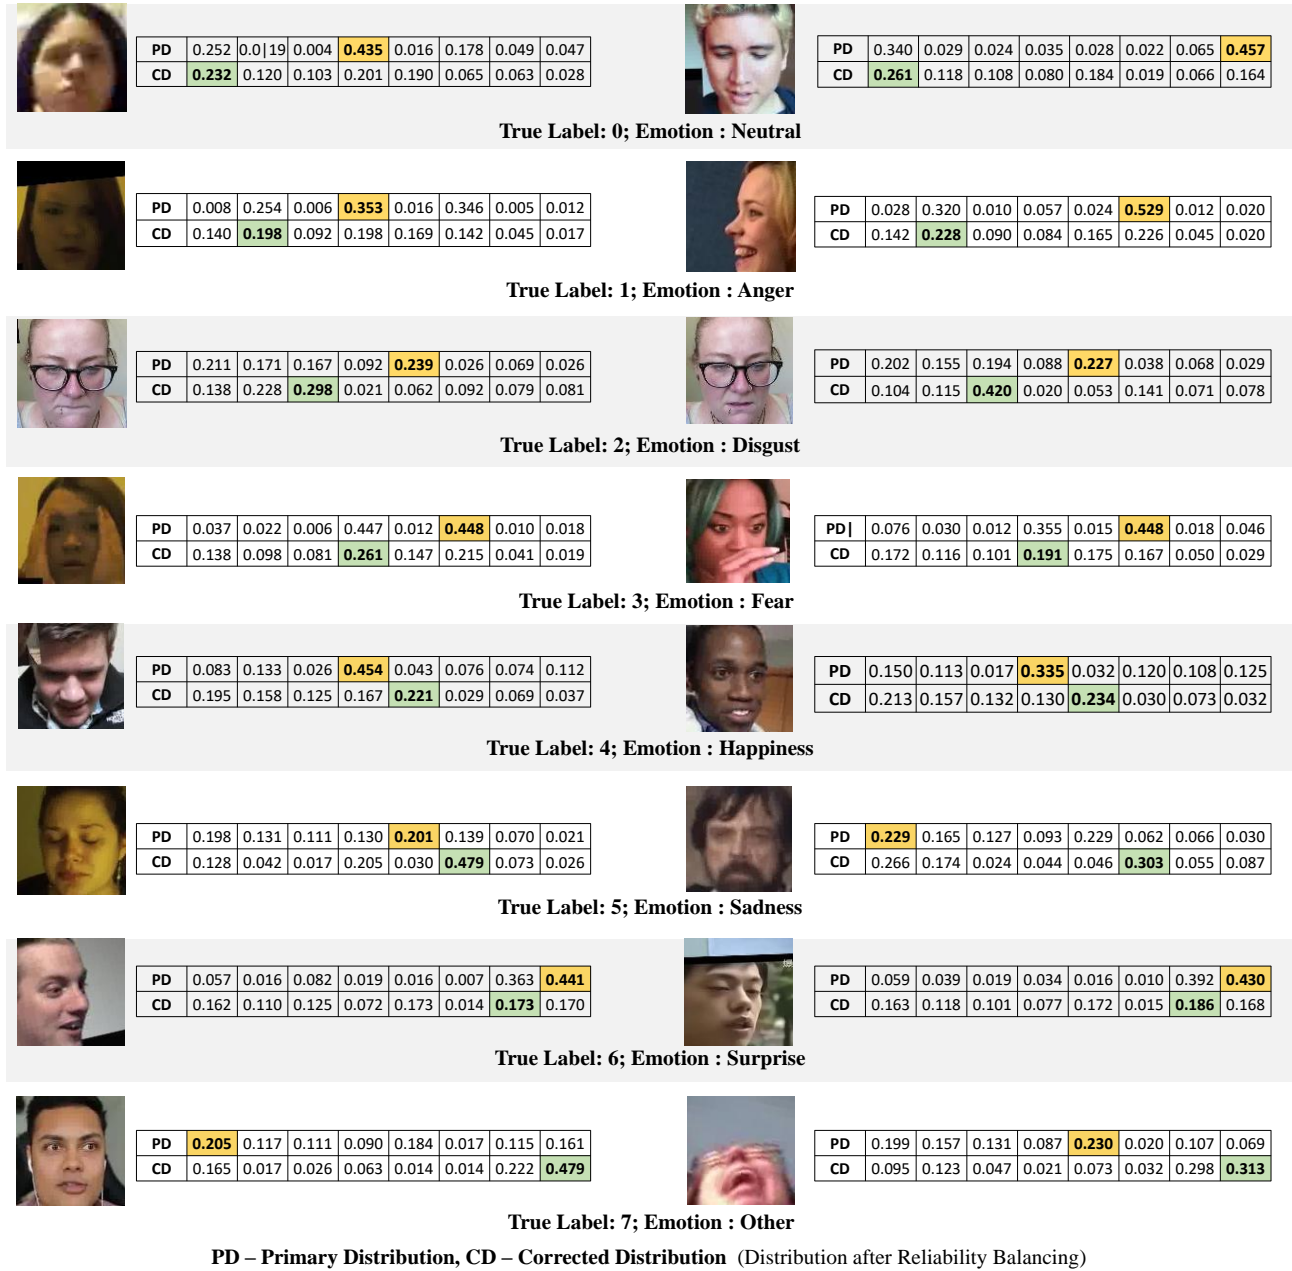 PD 0.252 0.0|19 0.004 0.435 0.016 0.178 0.049 0.047
CD 0.232 0.120 0.103 0.201 0.190 0.065 0.063 0.028
PD 0.340 0.029 0.024 0.035 0.028 0.022 0.065 0.457
CD 0.261 0.118 0.108 0.080 0.184 0.019 0.066 0.164
True Label: 0; Emotion : Neutral
PD 0.008 0.254 0.006 0.353 0.016 0.346 0.005 0.012
CD 0.140 0.198 0.092 0.198 0.169 0.142 0.045 0.017
PD 0.028 0.320 0.010 0.057 0.024 0.529 0.012 0.020
CD 0.142 0.228 0.090 0.084 0.165 0.226 0.045 0.020
True Label: 1; Emotion : Anger
PD 0.211 0.171 0.167 0.092 0.239 0.026 0.069 0.026
CD 0.138 0.228 0.298 0.021 0.062 0.092 0.079 0.081
PD 0.202 0.155 0.194 0.088 0.227 0.038 0.068 0.029
CD 0.104 0.115 0.420 0.020 0.053 0.141 0.071 0.078
True Label: 2; Emotion : Disgust
PD 0.037 0.022 0.006 0.447 0.012 0.448 0.010 0.018
CD 0.138 0.098 0.081 0.261 0.147 0.215 0.041 0.019
PD| 0.076 0.030 0.012 0.355 0.015 0.448 0.018 0.046
CD 0.172 0.116 0.101 0.191 0.175 0.167 0.050 0.029
True Label: 3; Emotion : Fear
PD 0.083 0.133 0.026 0.454 0.043 0.076 0.074 0.112
CD 0.195 0.158 0.125 0.167 0.221 0.029 0.069 0.037
PD 0.150 0.113 0.017 0.335 0.032 0.120 0.108 0.125
CD 0.213 0.157 0.132 0.130 0.234 0.030 0.073 0.032
True Label: 4; Emotion : Happiness
PD 0.198 0.131 0.111 0.130 0.201 0.139 0.070 0.021
CD 0.128 0.042 0.017 0.205 0.030 0.479 0.073 0.026
PD 0.229 0.165 0.127 0.093 0.229 0.062 0.066 0.030
CD 0.266 0.174 0.024 0.044 0.046 0.303 0.055 0.087
True Label: 5; Emotion : Sadness
PD 0.057 0.016 0.082 0.019 0.016 0.007 0.363 0.441
CD 0.162 0.110 0.125 0.072 0.173 0.014 0.173 0.170
PD 0.059 0.039 0.019 0.034 0.016 0.010 0.392 0.430
CD 0.163 0.118 0.101 0.077 0.172 0.015 0.186 0.168
True Label: 6; Emotion : Surprise
PD 0.205 0.117 0.111 0.090 0.184 0.017 0.115 0.161
CD 0.165 0.017 0.026 0.063 0.014 0.014 0.222 0.479
PD 0.199 0.157 0.131 0.087 0.230 0.020 0.107 0.069
CD 0.095 0.123 0.047 0.021 0.073 0.032 0.298 0.313
True Label: 7; Emotion : Other
PD – Primary Distribution, CD – Corrected Distribution (Distribution after Reliability Balancing)